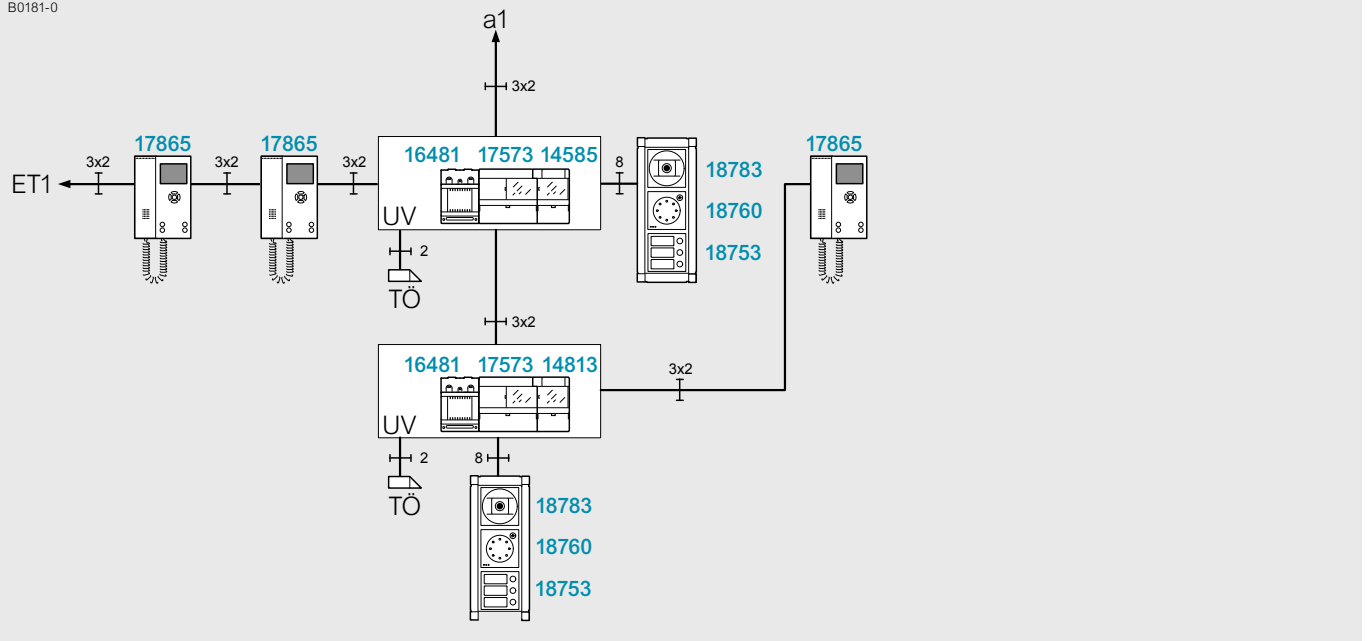 B0181-0
a1
3x2
17865 17865 17865
3x2 3x2 3x2
ET1
16481 17573 14585
8
18783
18760
18753
UV
2
TÖ
3x2
16481 17573 14813
3x2
UV
2
8
TÖ
18783
18760
18753